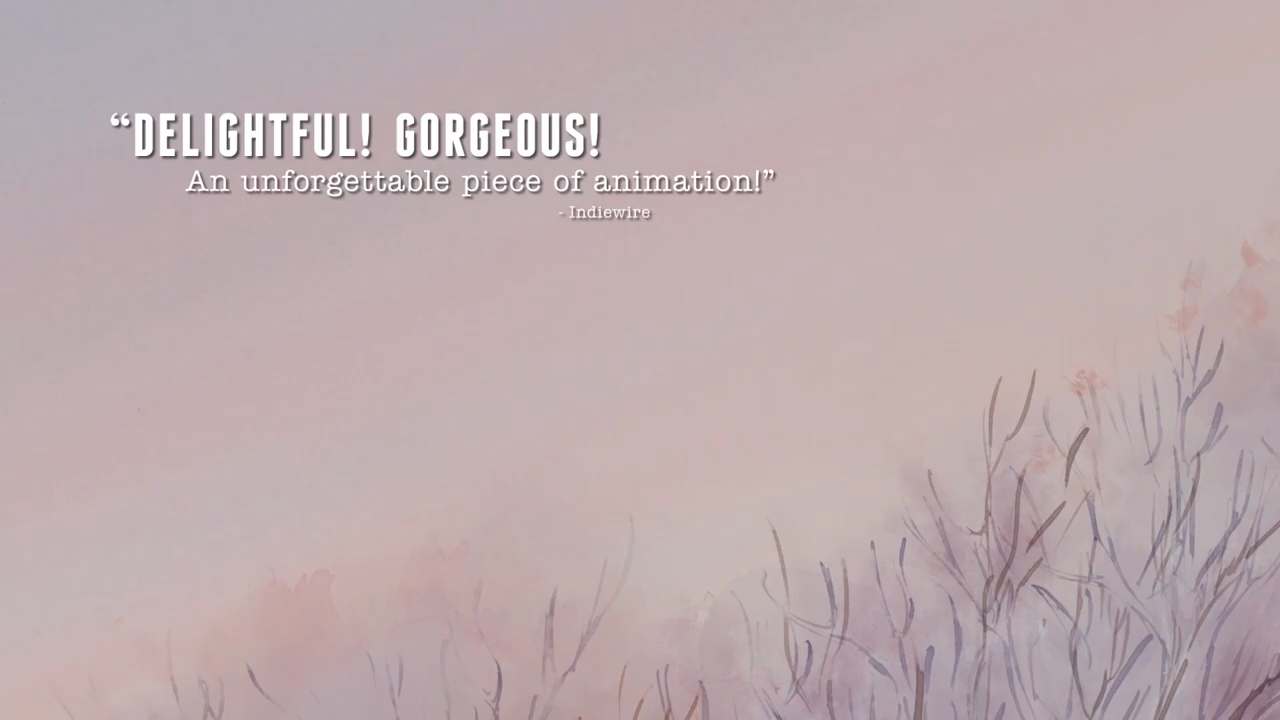 “DELIGHTFUL! GORGEOUS!
An unforgettable piece of animation!”
- Indiewire